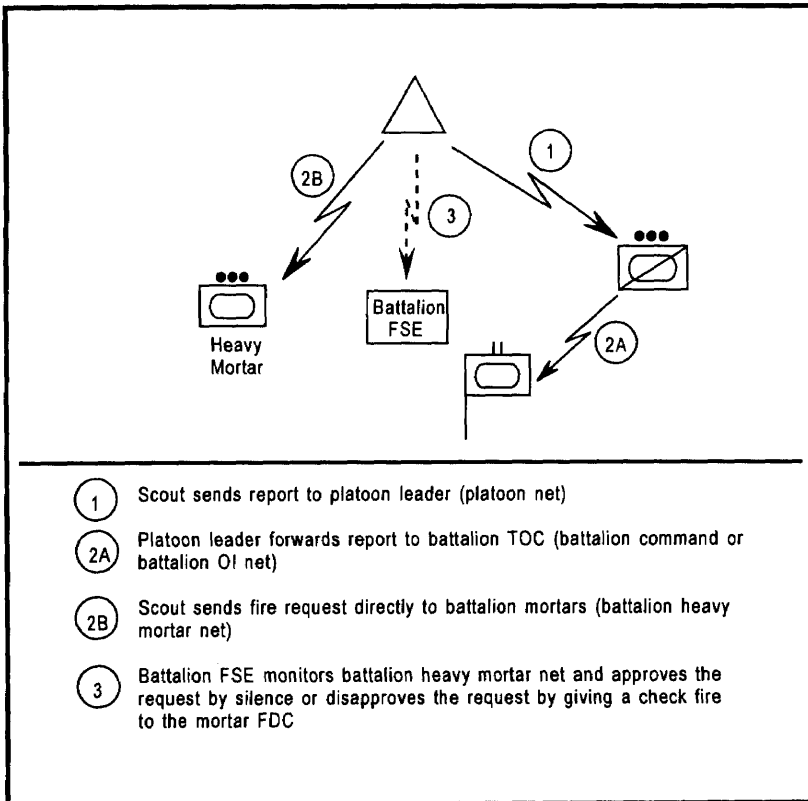 1
2B
3
Heavy
Mortar
Battalion
FSE
2A
1 Scout sends report to platoon leader (platoon net)
2A Platoon leader forwards report to battalion TOC (battalion command or
battalion OI net)
2B Scout sends fire request directly to battalion mortars (battalion heavy
mortar net)
3 Battalion FSE monitors battalion heavy mortar net and approves the
request by silence or disapproves the request by giving a check fire
to the mortar FDC